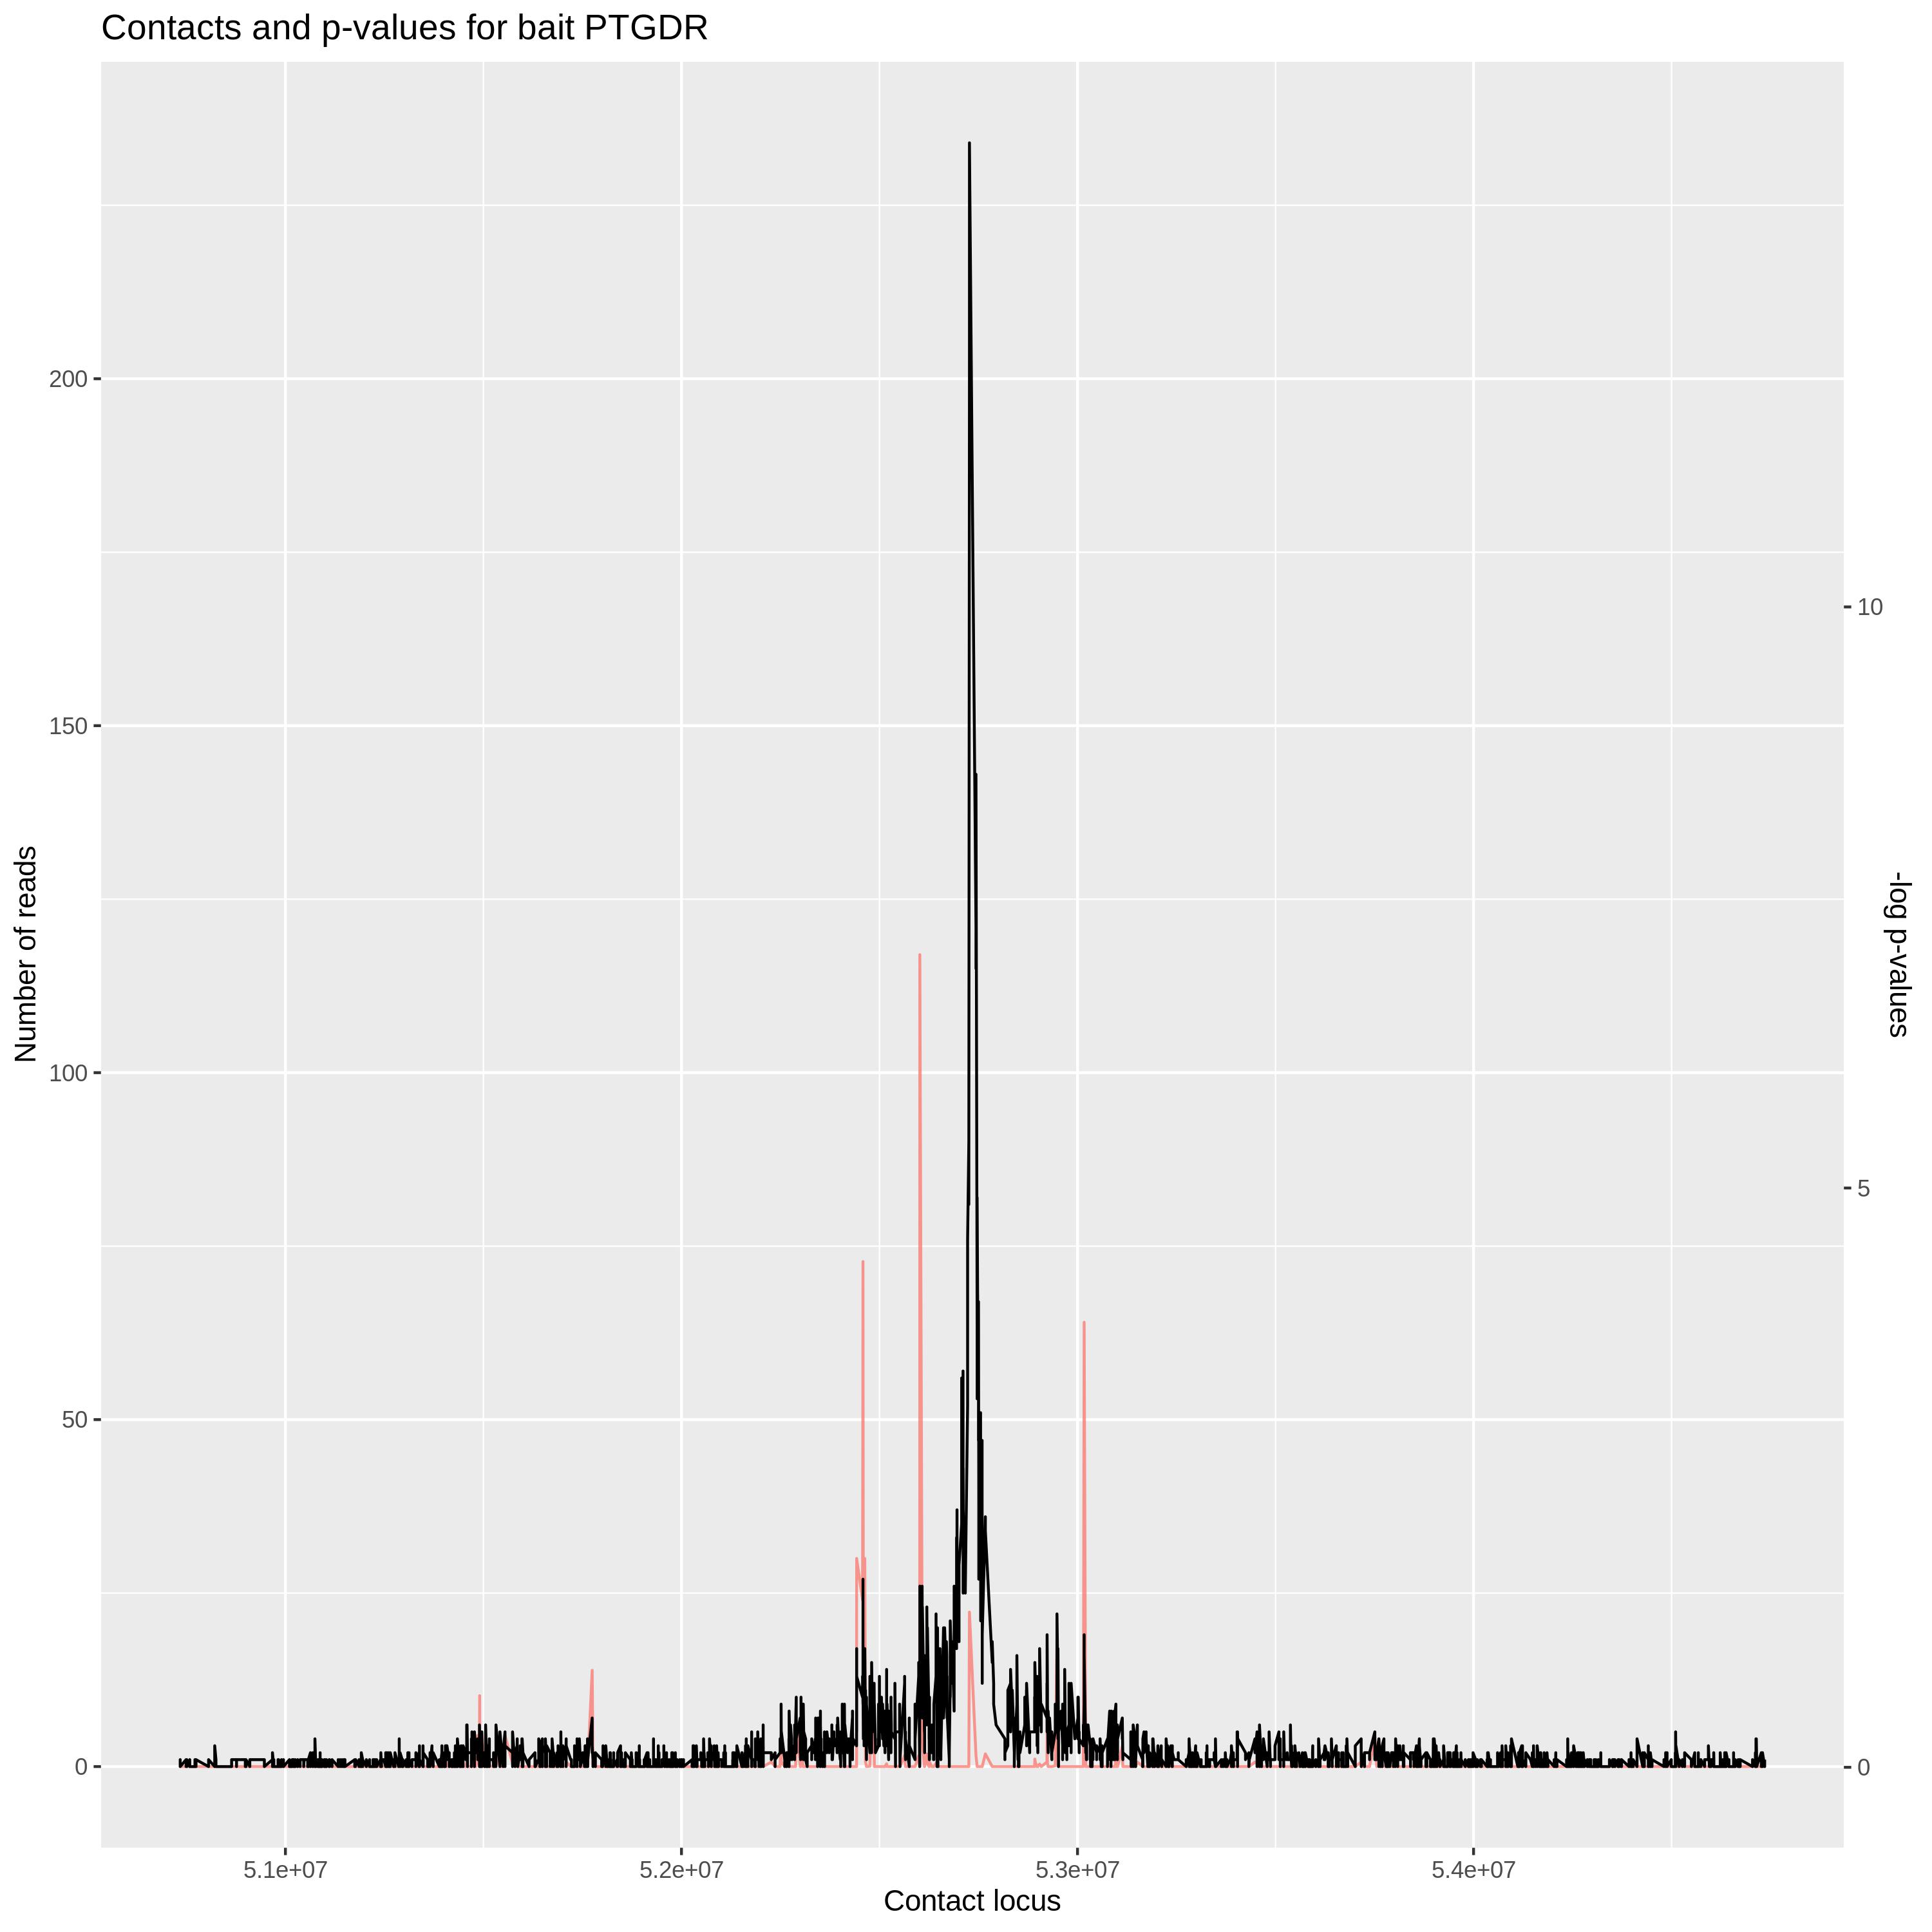 Contacts and p-values for bait PTGDR
200
150
100
50
0
Number of reads
10
5
0
-log p-values
5.1e+07
5.2e+07
5.3e+07
5.4e+07
Contact locus